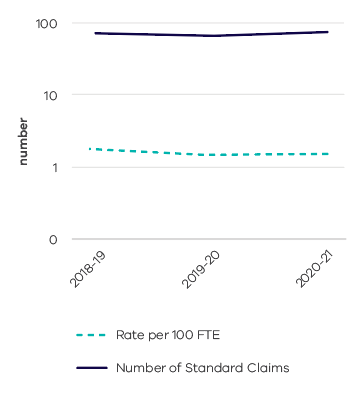 100
10
1
0
number
2018-19
2019-20
2020-21
Rate per 100 FTE
Number of Standard Claims